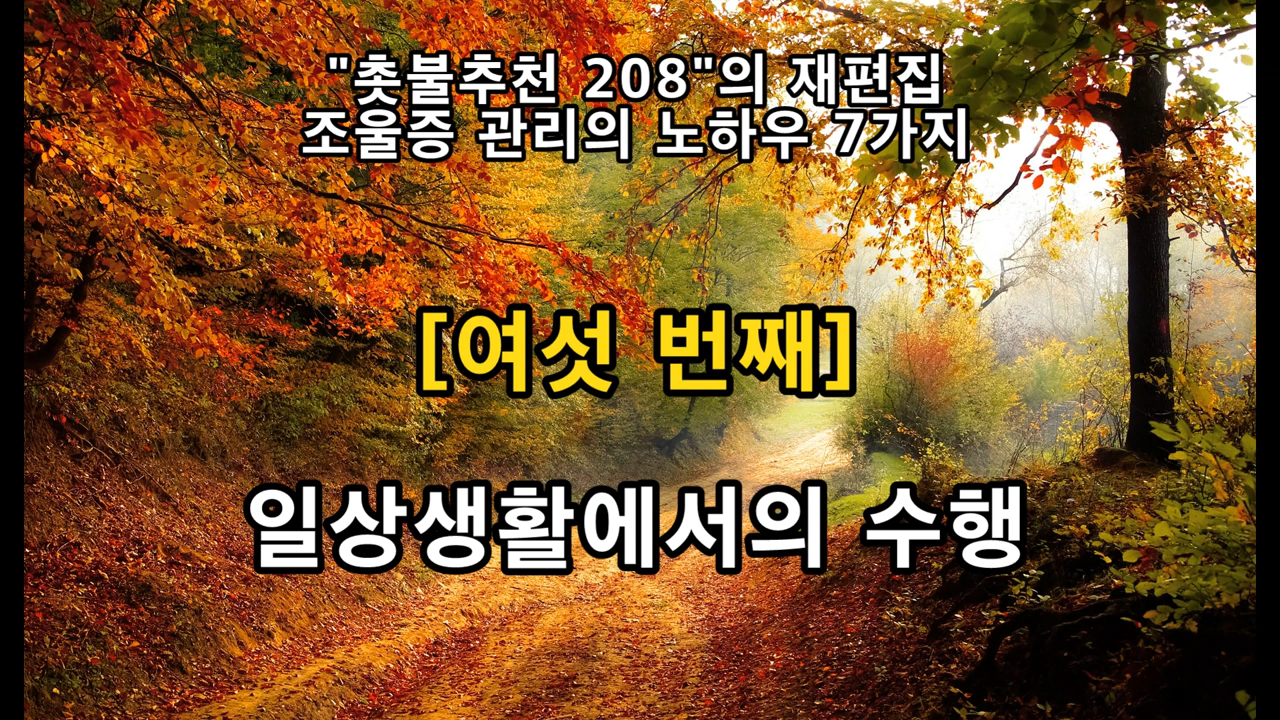 "촛불추천 208"의 재편집
조울증 관리의 노하우 7가지
[여섯 번째]
일상생활에서의 수행